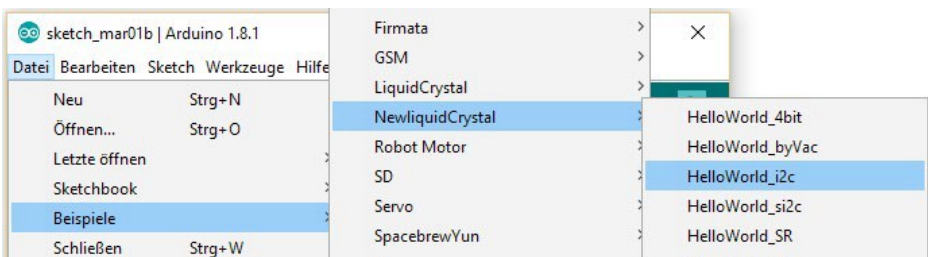 sketch_mar01b | Arduino 1.8.1
Datei Bearbeiten Sketch Werkzeuge Hilfe
Neu Strg+N
Öffnen... Strg+O
Letzte öffnen
Sketchbook
Beispiele
Schließen Strg+W
Firmata
GSM
LiquidCrystal
NewliquidCrystal
Robot Motor
SD
Servo
SpacebrewYun
HelloWorld_4bit
HelloWorld_byVac
HelloWorld_i2c
HelloWorld_si2c
HelloWorld_SR